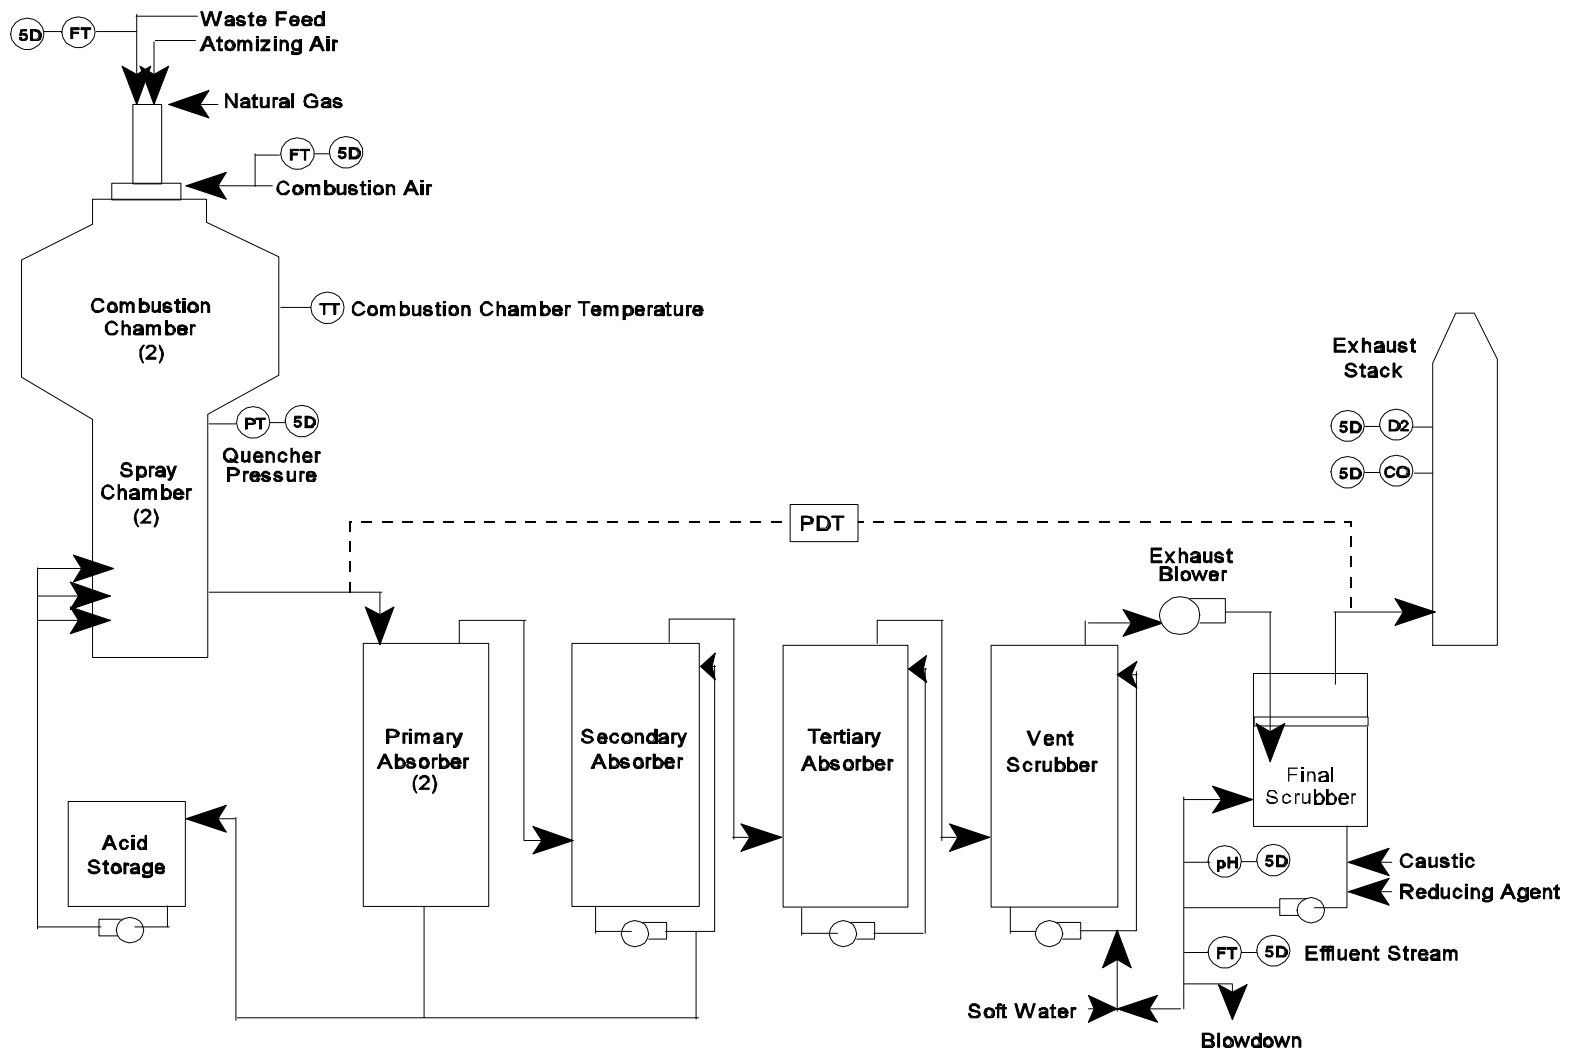 Waste Feed
5D FT
Atomizing Air
Natural Gas
FT 5D
Combustion Air
Combustion
Chamber
(2)
TT Combustion Chamber Temperature
Exhaust
Stack
PT 5D
5D D2
Quencher
Pressure
Spray
Chamber
(2)
5D CO
PDT
Exhaust
Blower
Primary
Absorber
(2)
Secondary
Absorber
Tertiary
Absorber
Vent
Scrubber
Final
Scrubber
Acid
Storage
pH 5D
Caustic
Reducing Agent
FT 5D Effluent Stream
Soft Water
Blowdown